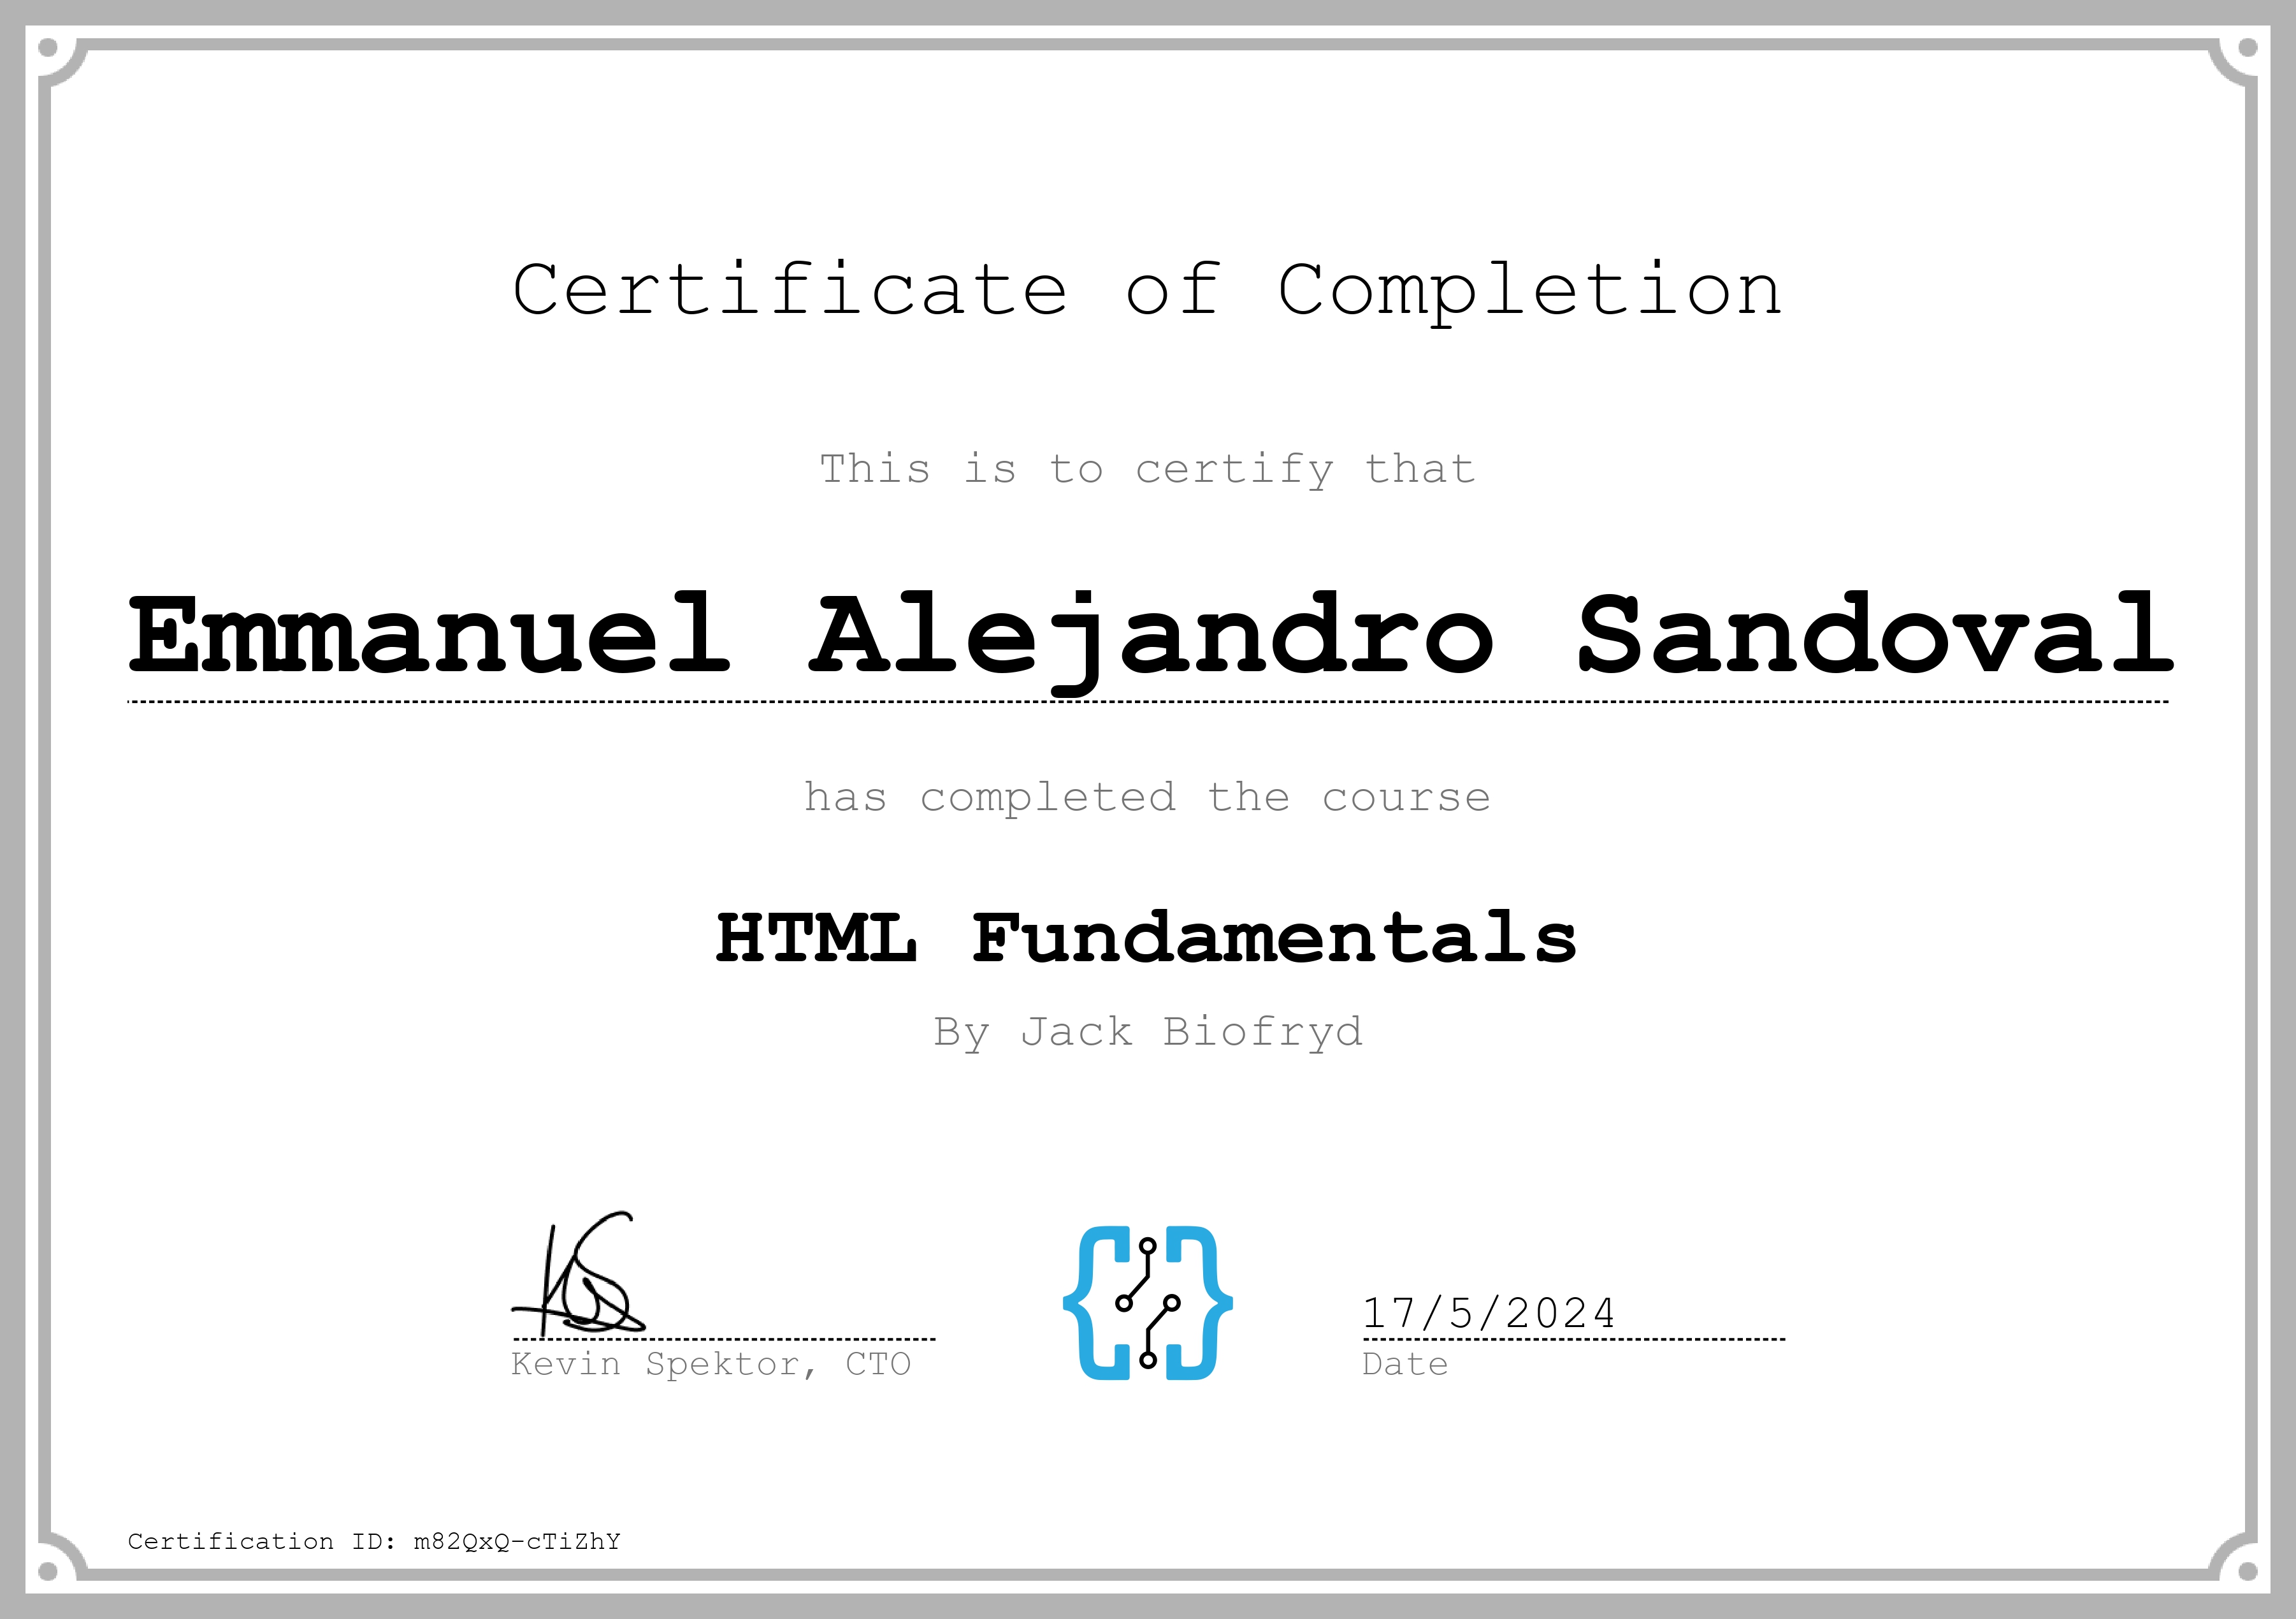 Certificate of Completion
This is to certify that
Emmanuel Alejandro Sandoval
has completed the course
HTML Fundamentals
By Jack Biofryd
17/5/2024
Kevin Spektor, CTO
Date
Certification ID: m82QxQ-cTiZhY